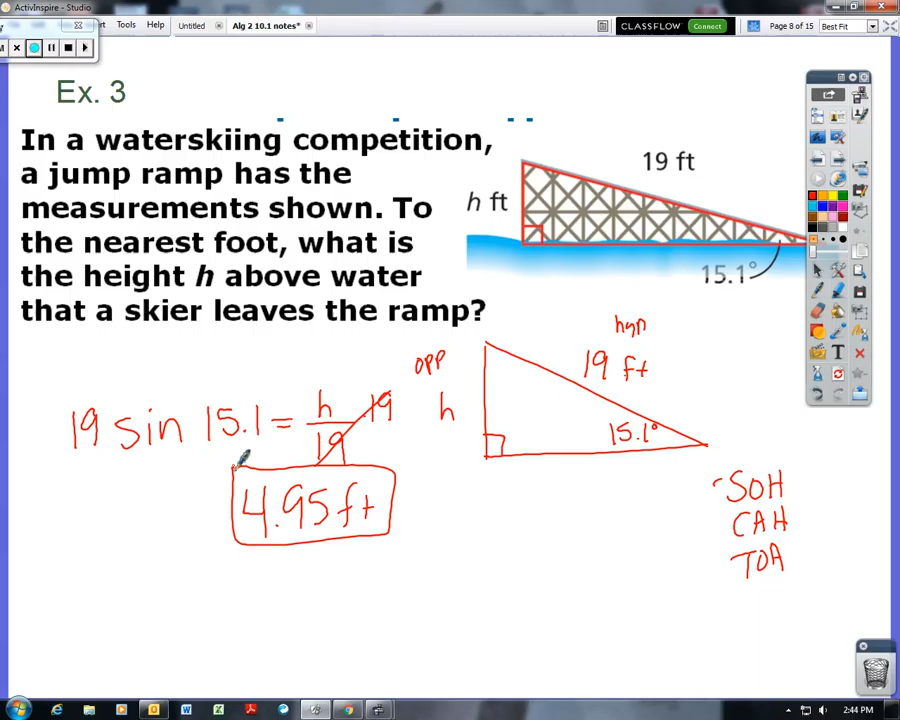 ActivInspire - Studio
Tools Insert Help
Untitled
Alg 2 10.1 notes*
CLASSFLOW
Connect
Page 8 of 15
Best Fit
Ex. 3
In a waterskiing competition,
a jump ramp has the
measurements shown. To
the nearest foot, what is
the height h above water
that a skier leaves the ramp?
19 ft
h ft
15.1°
hyp
19 ft
opp
h
15.1°
19 sin 15.1 = h/19 19
4.95ft
SOH
CAH
TOA
2:44 PM